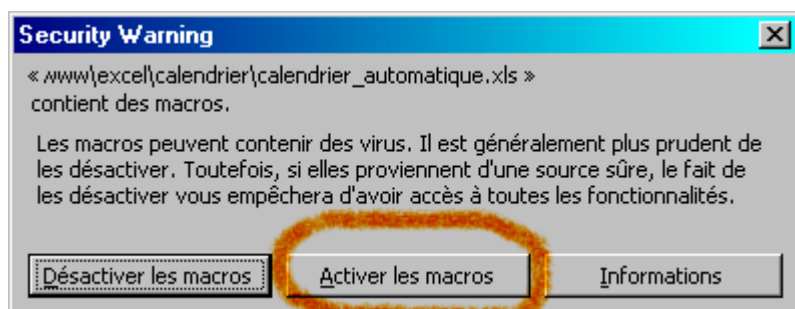 Security Warning
« www\excel\calendrier\calendrier_automatique.xls »
contient des macros.
Les macros peuvent contenir des virus. Il est généralement plus prudent de
les désactiver. Toutefois, si elles proviennent d'une source sûre, le fait de
les désactiver vous empêchera d'avoir accès à toutes les fonctionnalités.
Désactiver les macros
Activer les macros
Informations